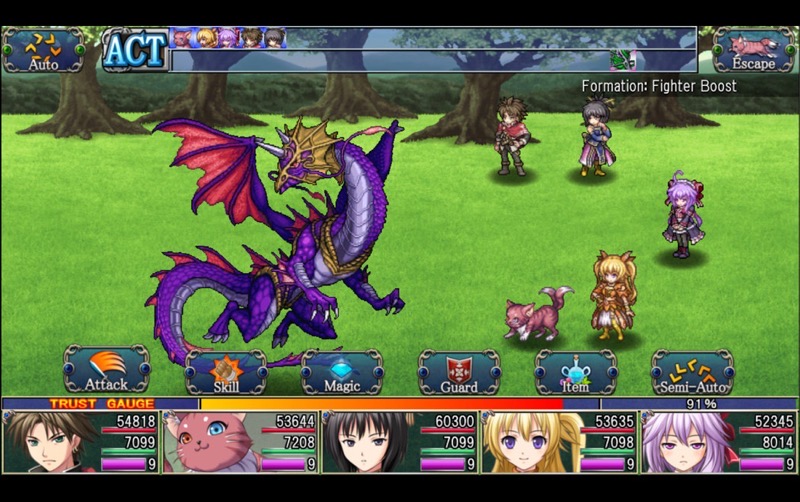 Auto
ACT
Escape
Formation: Fighter Boost
Attack
Skill
Magic
Guard
Item
Semi-Auto
TRUST GAUGE
91%
54818
53644
60300
53635
52345
7099
7208
7099
7098
8014
9
9
9
9
9